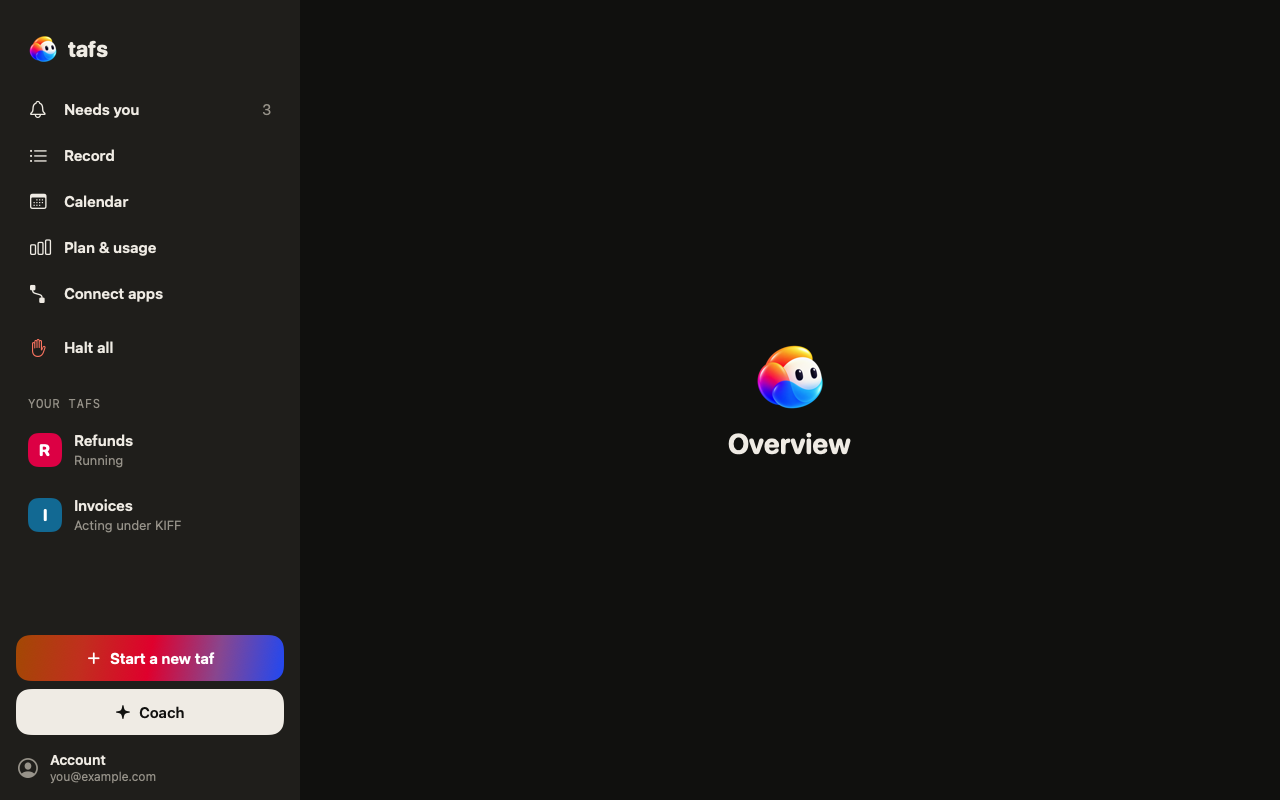 tafs
Needs you 3
Record
Calendar
Plan & usage
Connect apps
Halt all
YOUR TAFS
R Refunds
Running
I Invoices
Acting under KIFF
Start a new taf
Coach
Account
you@example.com
Overview